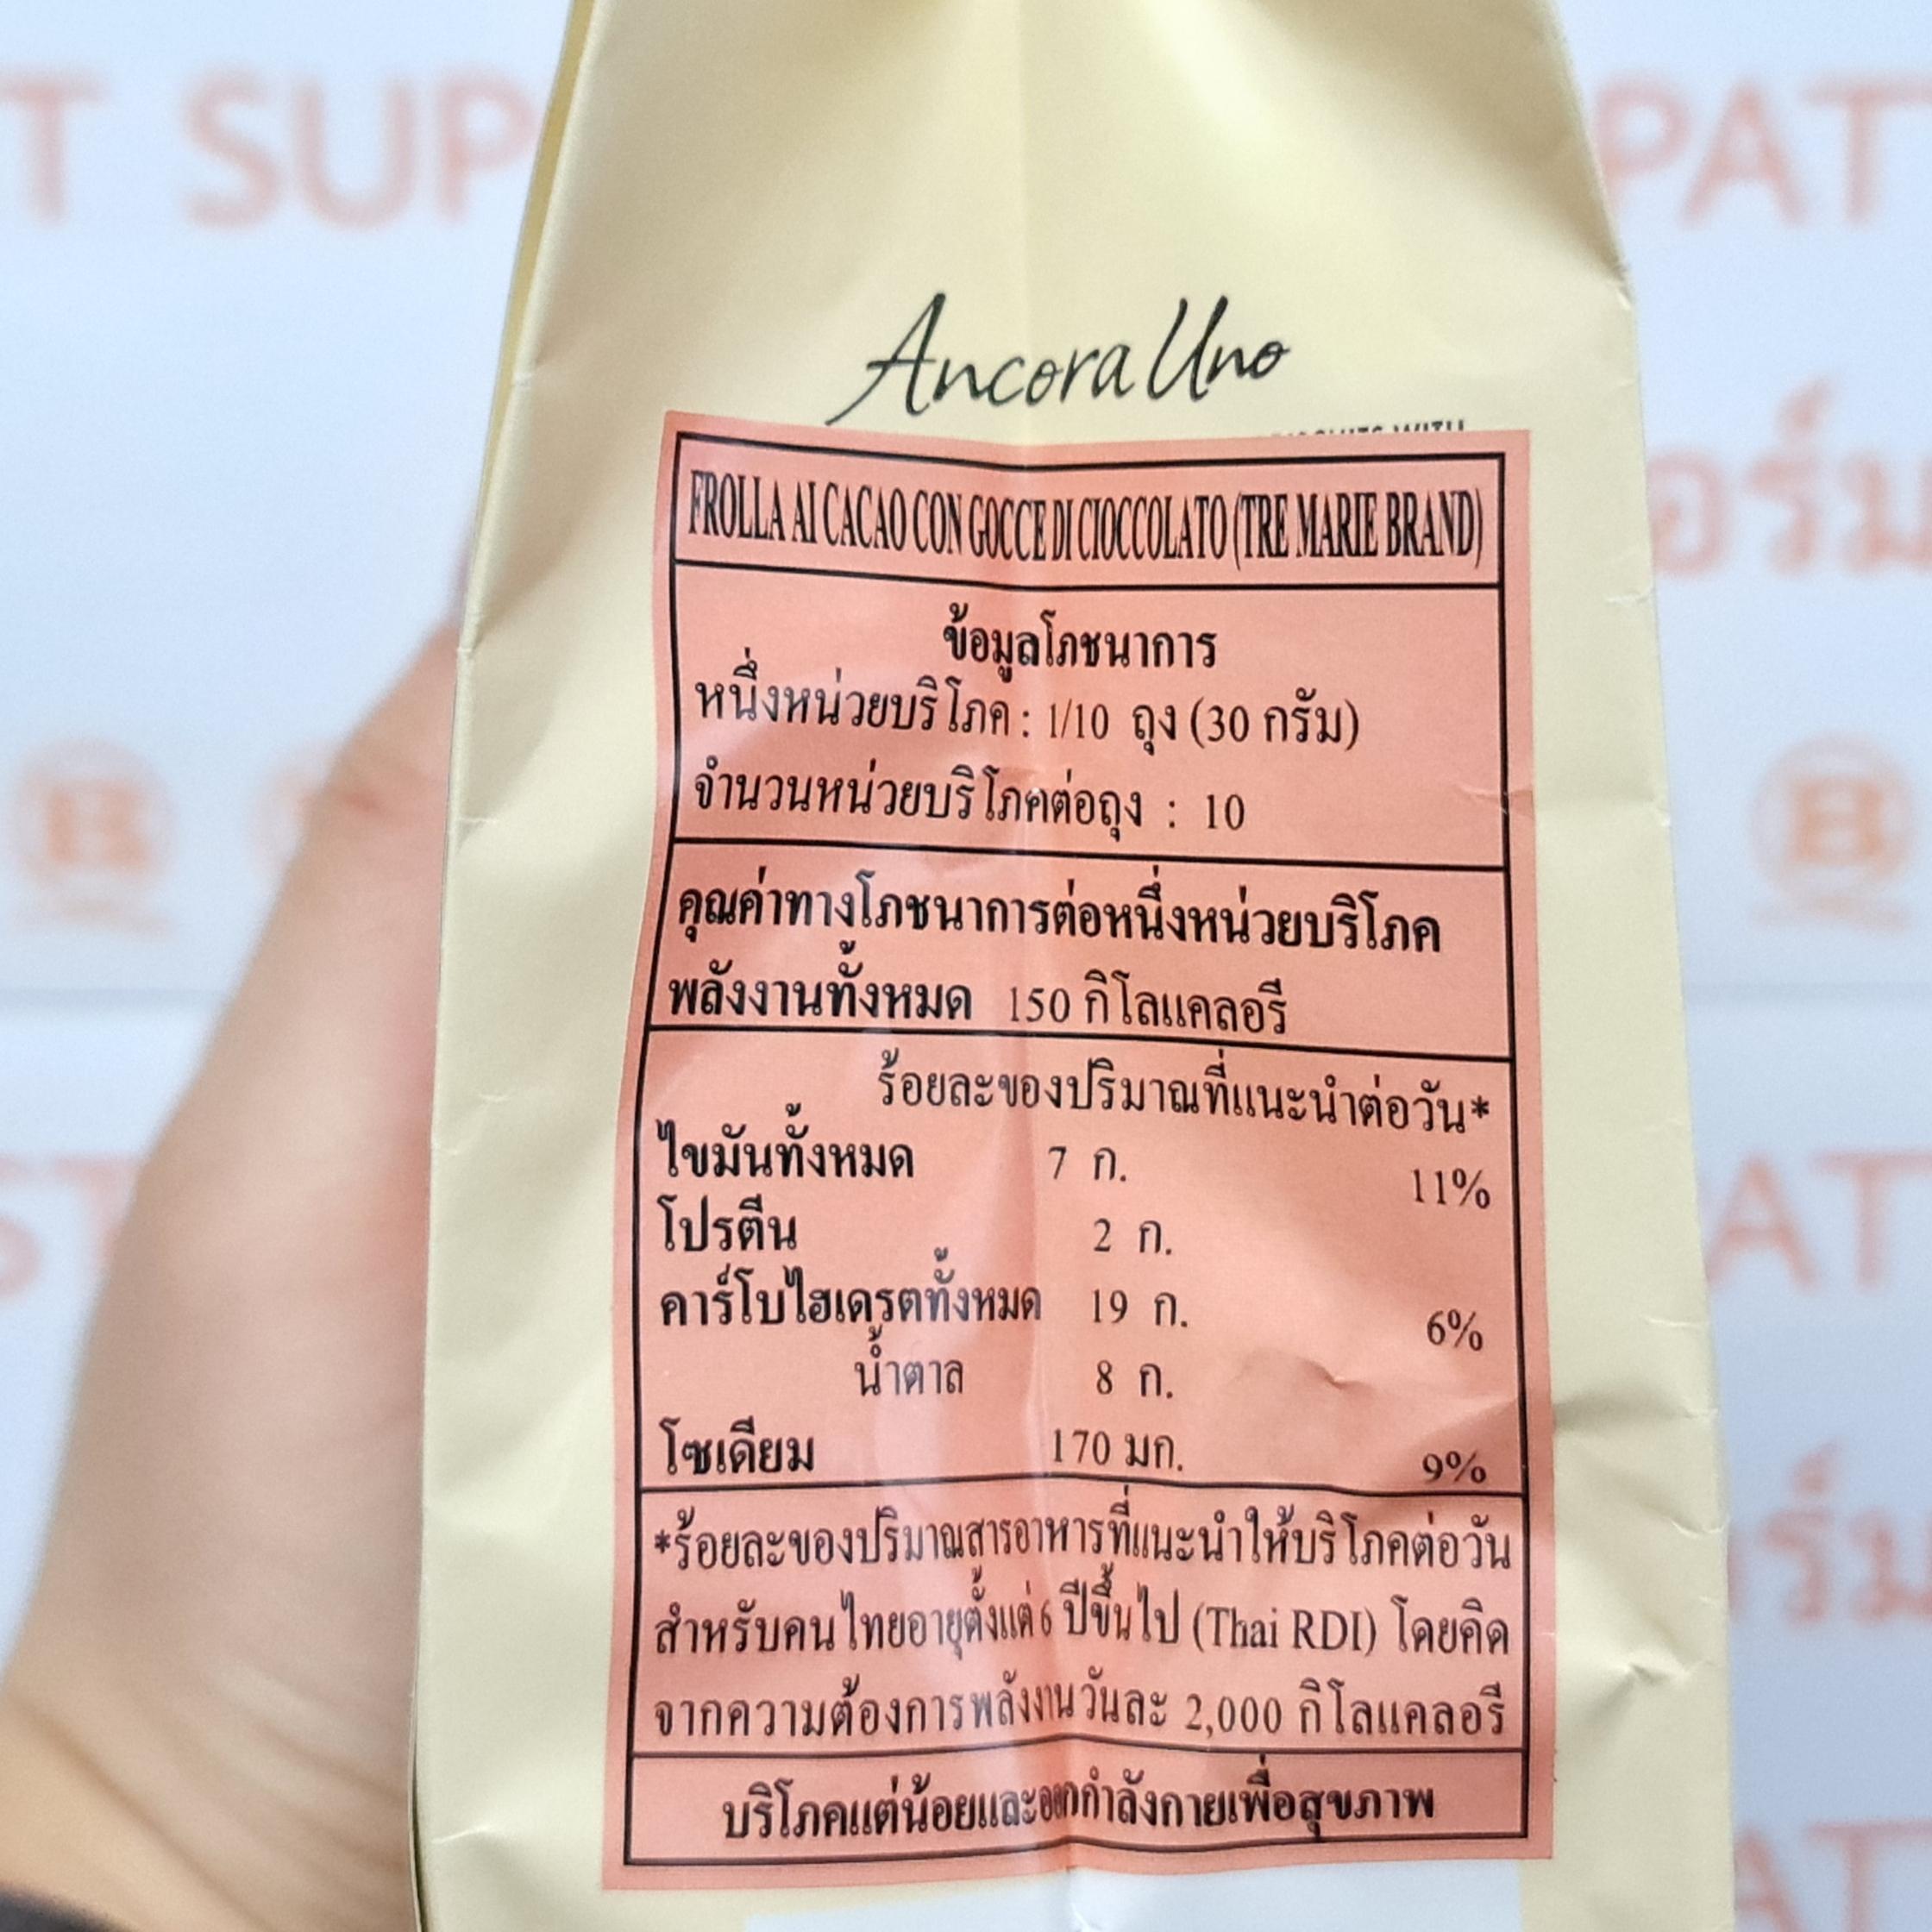 T SUP
PAT
Ancora Uno
FROLLA AI CACAO CON GOCCE DI CIOCCOLATO (TRE MARIE BRAND)
ข้อมูลโภชนาการ
หนึ่งหน่วยบริโภค : 1/10 ถุง (30 กรัม)
จำนวนหน่วยบริโภคต่อถุง : 10
คุณค่าทางโภชนาการต่อหนึ่งหน่วยบริโภค
พลังงานทั้งหมด 150 กิโลแคลอรี
ร้อยละของปริมาณที่แนะนำต่อวัน*
ไขมันทั้งหมด 7 ก. 11%
โปรตีน 2 ก.
คาร์โบไฮเดรตทั้งหมด 19 ก. 6%
น้ำตาล 8 ก.
โซเดียม 170 มก. 9%
*ร้อยละของปริมาณสารอาหารที่แนะนำให้บริโภคต่อวัน
สำหรับคนไทยอายุตั้งแต่ 6 ปีขึ้นไป (Thai RDI) โดยคิด
จากความต้องการพลังงานวันละ 2,000 กิโลแคลอรี
บริโภคแต่น้อยและออกกำลังกายเพื่อสุขภาพ